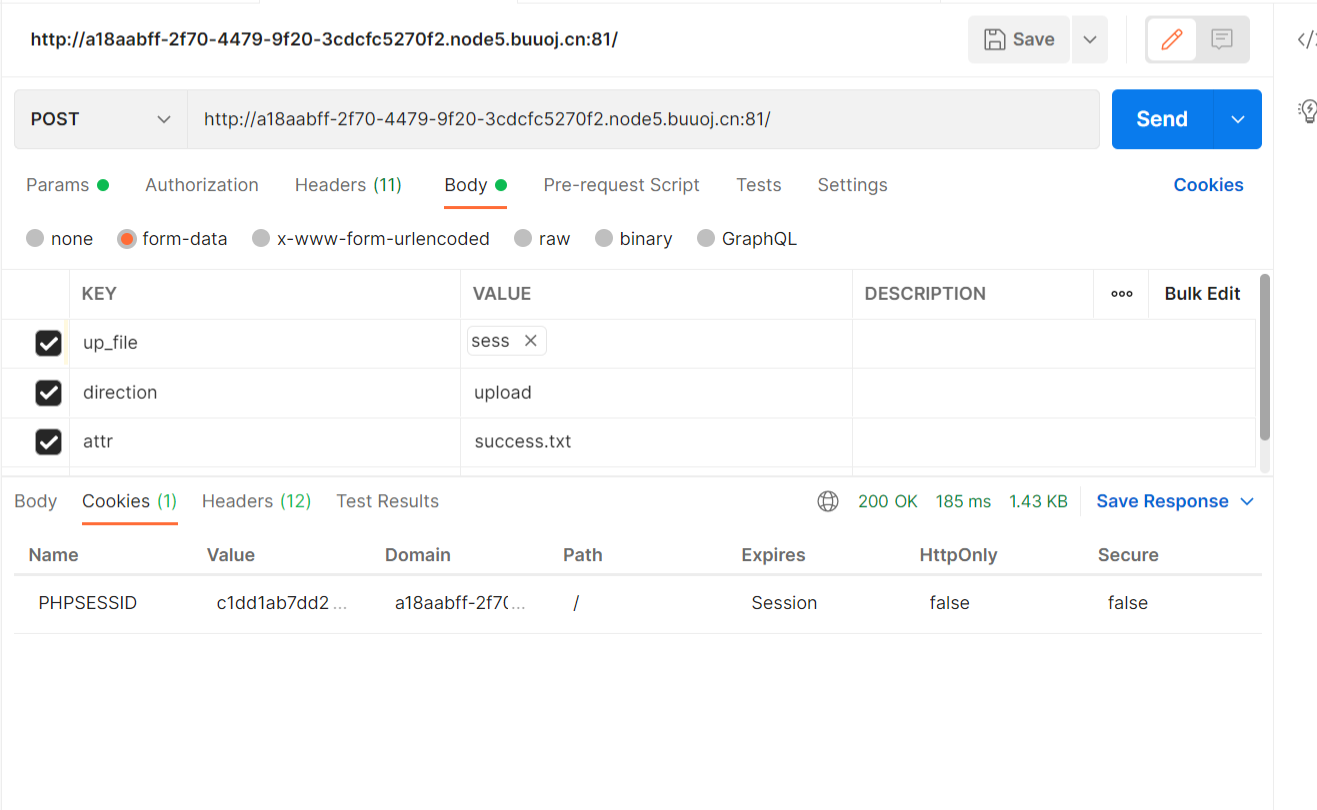 http://a18aabff-2f70-4479-9f20-3cdcfc5270f2.node5.buuoj.cn:81/
Save
</>
POST
http://a18aabff-2f70-4479-9f20-3cdcfc5270f2.node5.buuoj.cn:81/
Send
Params Authorization Headers (11) Body Pre-request Script Tests Settings Cookies
none form-data x-www-form-urlencoded raw binary GraphQL
KEY VALUE DESCRIPTION Bulk Edit
up_file sess
direction upload
attr success.txt
Body Cookies (1) Headers (12) Test Results 200 OK 185 ms 1.43 KB Save Response
Name Value Domain Path Expires HttpOnly Secure
PHPSESSID c1dd1ab7dd2... a18aabff-2f70... / Session false false